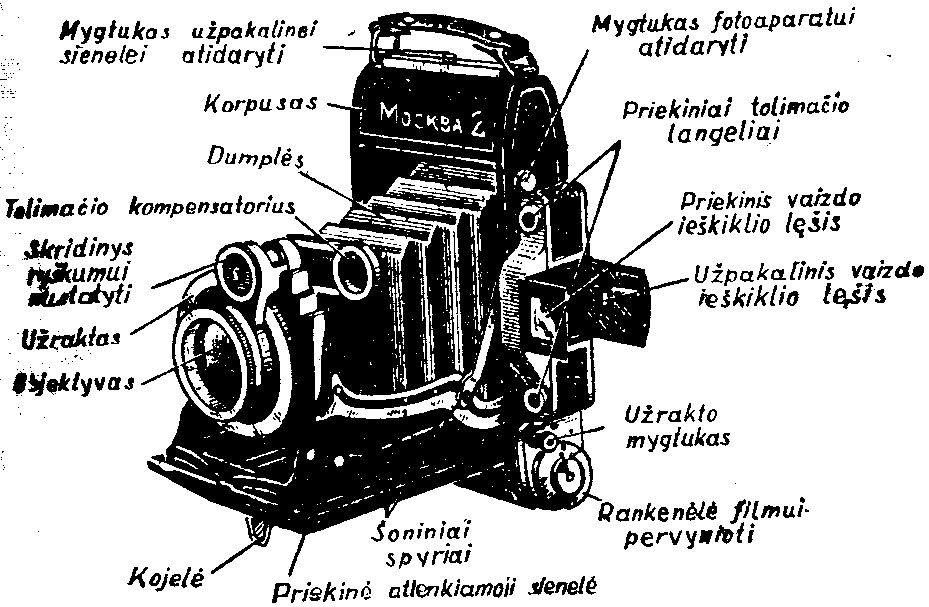 Mygtukas užpakalinei
sienelei atidaryti
Mygtukas fotoaparatui
atidaryti
Korpusas
МОСКВА 2
Priekiniai tolimačio
langeliai
Dumplės
Tolimačio kompensatorius
Priekinis vaizdo
ieškiklio lęšis
Skridinys
ryškumui
nustatyti
Užpakalinis vaizdo
ieškiklio lęšis
Užraktas
Objektyvas
Užrakto
mygtukas
Rankenėlė filmui
pervynioti
Šoniniai
spyriai
Kojelė
Priekinė atlenkiamoji sienelė